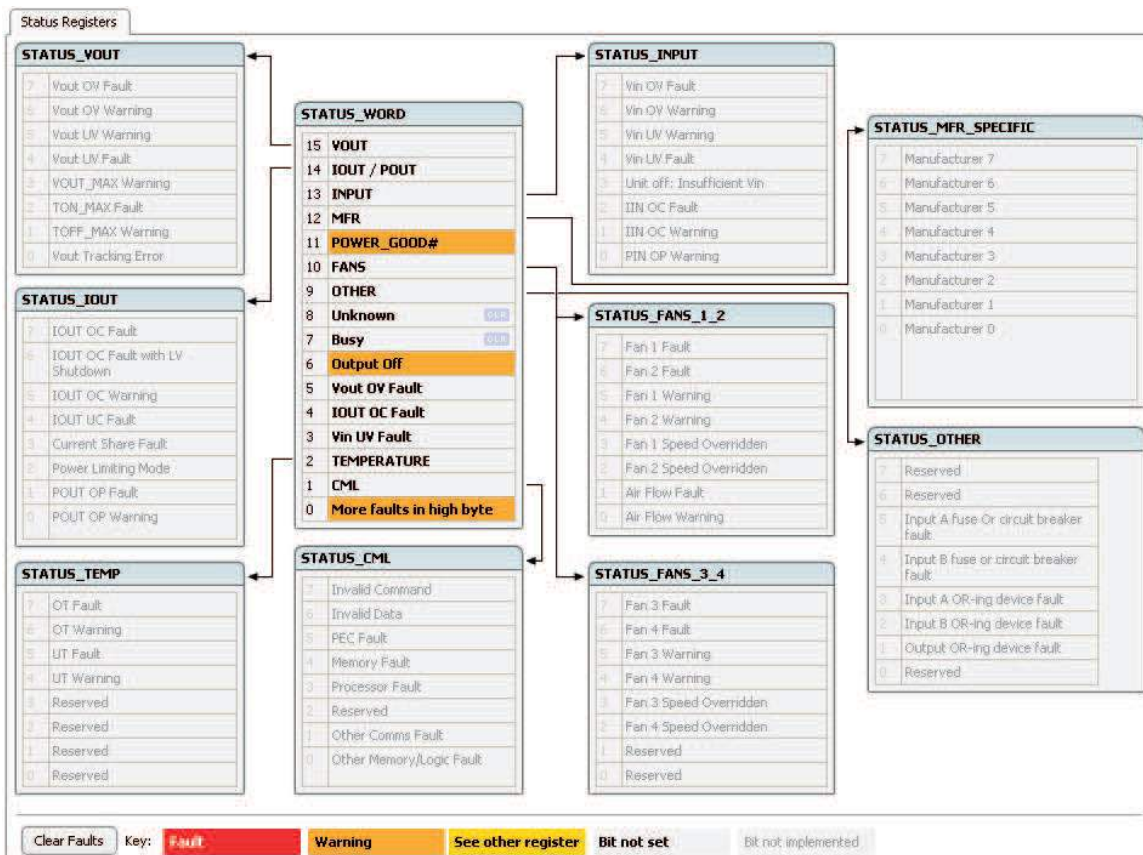 Status Registers
STATUS_VOUT
7 Vout OV Fault
6 Vout OV Warning
5 Vout UV Warning
4 Vout UV Fault
3 VOUT_MAX Warning
2 TON_MAX Fault
1 TOFF_MAX Warning
0 Vout Tracking Error
STATUS_IOUT
7 IOUT OC Fault
6 IOUT OC Fault with LV
Shutdown
5 IOUT OC Warning
4 IOUT UC Fault
3 Current Share Fault
2 Power Limiting Mode
1 POUT OP Fault
0 POUT OP Warning
STATUS_TEMP
7 OT Fault
6 OT Warning
5 UT Fault
4 UT Warning
3 Reserved
2 Reserved
1 Reserved
0 Reserved
STATUS_WORD
15 VOUT
14 IOUT / POUT
13 INPUT
12 MFR
11 POWER_GOOD#
10 FANS
9 OTHER
8 Unknown CLR
7 Busy CLR
6 Output Off
5 Vout OV Fault
4 IOUT OC Fault
3 Vin UV Fault
2 TEMPERATURE
1 CML
0 More faults in high byte
STATUS_CML
7 Invalid Command
6 Invalid Data
5 PEC Fault
4 Memory Fault
3 Processor Fault
2 Reserved
1 Other Comms Fault
0 Other Memory/Logic Fault
STATUS_INPUT
7 Vin OV Fault
6 Vin OV Warning
5 Vin UV Warning
4 Vin UV Fault
3 Unit off: Insufficient Vin
2 IIN OC Fault
1 IIN OC Warning
0 PIN OP Warning
STATUS_FANS_1_2
7 Fan 1 Fault
6 Fan 2 Fault
5 Fan 1 Warning
4 Fan 2 Warning
3 Fan 1 Speed Overridden
2 Fan 2 Speed Overridden
1 Air Flow Fault
0 Air Flow Warning
STATUS_FANS_3_4
7 Fan 3 Fault
6 Fan 4 Fault
5 Fan 3 Warning
4 Fan 4 Warning
3 Fan 3 Speed Overridden
2 Fan 4 Speed Overridden
1 Reserved
0 Reserved
STATUS_MFR_SPECIFIC
7 Manufacturer 7
6 Manufacturer 6
5 Manufacturer 5
4 Manufacturer 4
3 Manufacturer 3
2 Manufacturer 2
1 Manufacturer 1
0 Manufacturer 0
STATUS_OTHER
7 Reserved
6 Reserved
5 Input A fuse Or circuit breaker
fault
4 Input B fuse or circuit breaker
fault
3 Input A OR-ing device fault
2 Input B OR-ing device fault
1 Output OR-ing device fault
0 Reserved
Clear Faults Key: Fault Warning See other register Bit not set Bit not implemented